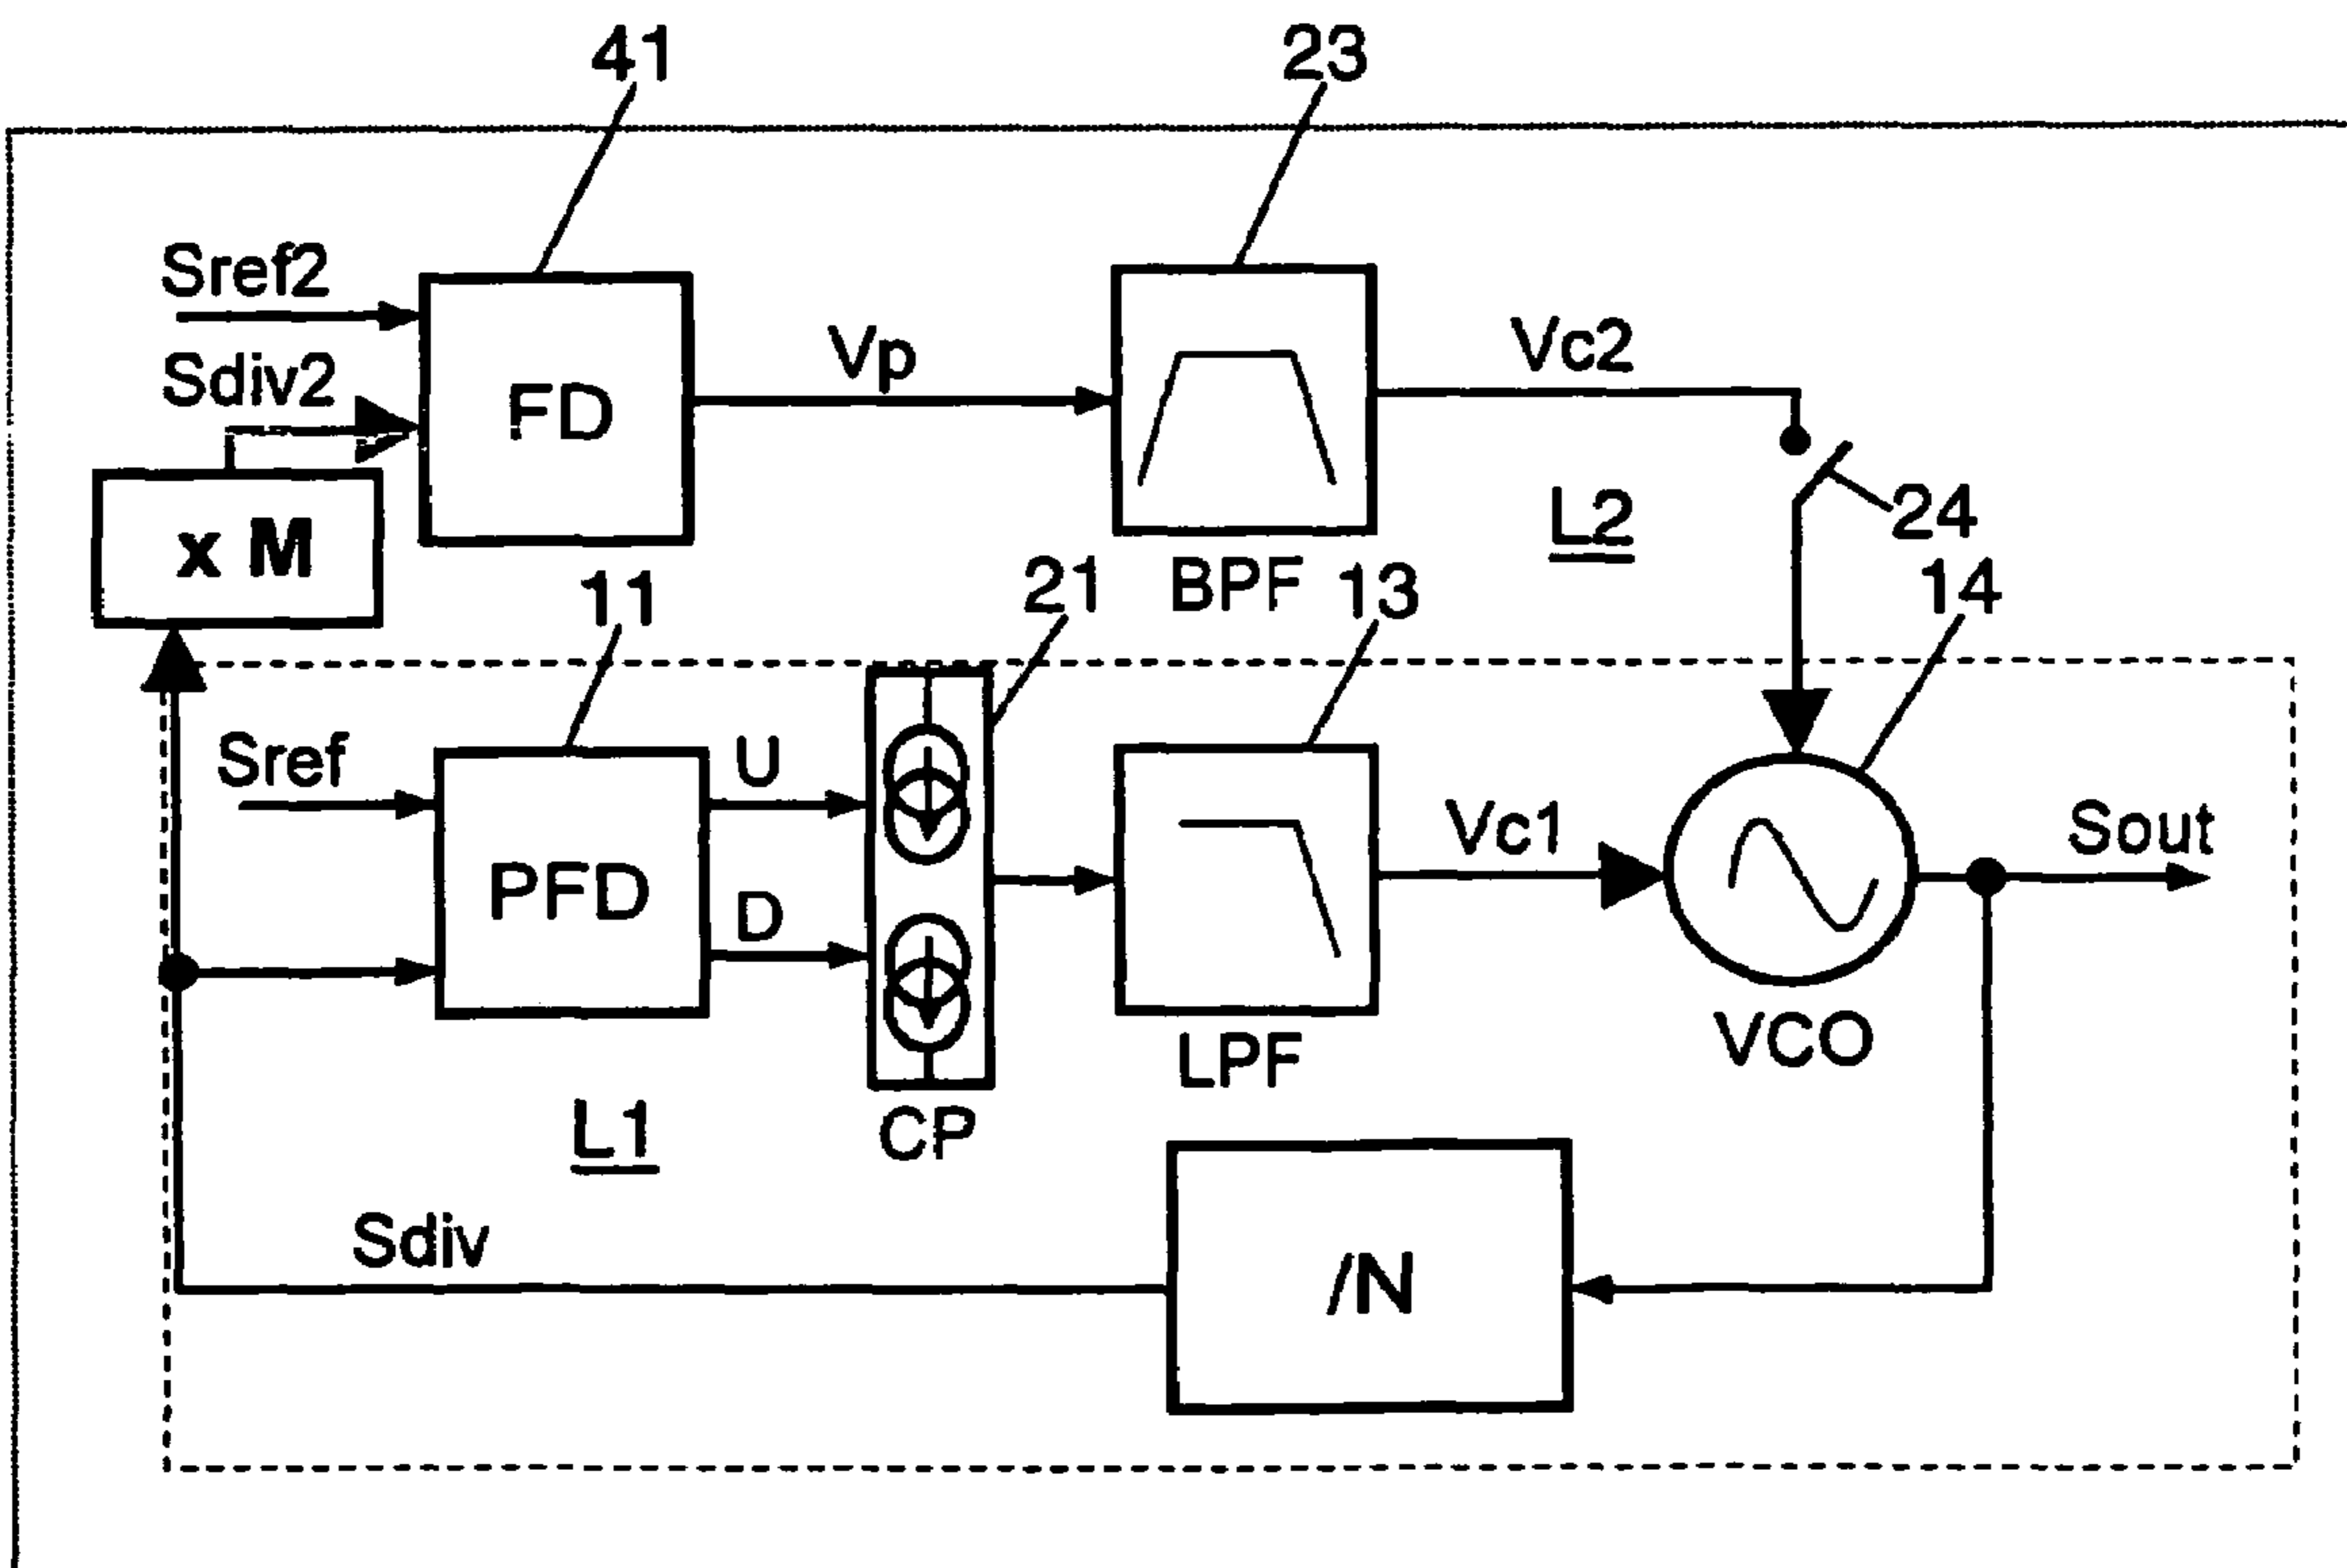 41
23
Sref2
Sdiv2
FD
Vp
Vc2
L2
24
x M
11
21
BPF
13
14
Sref
U
D
PFD
Vc1
Sout
LPF
VCO
L1
CP
Sdiv
/N